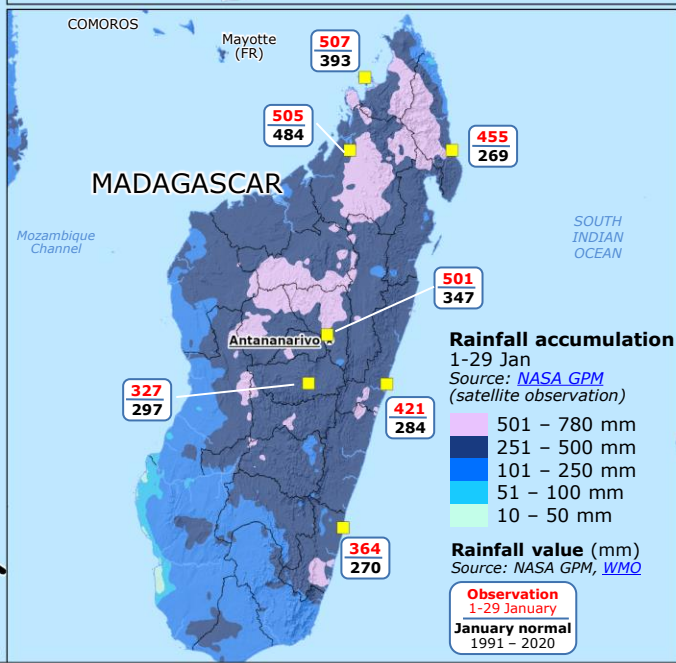 COMOROS
Mayotte
(FR)
507
393
505
484
455
269
MADAGASCAR
Mozambique
Channel
SOUTH
INDIAN
OCEAN
501
347
Antananarivo
327
297
421
284
364
270
Rainfall accumulation
1-29 Jan
Source: NASA GPM
(satellite observation)
501 – 780 mm
251 – 500 mm
101 – 250 mm
51 – 100 mm
10 – 50 mm
Rainfall value (mm)
Source: NASA GPM, WMO
Observation
1-29 January
January normal
1991 – 2020